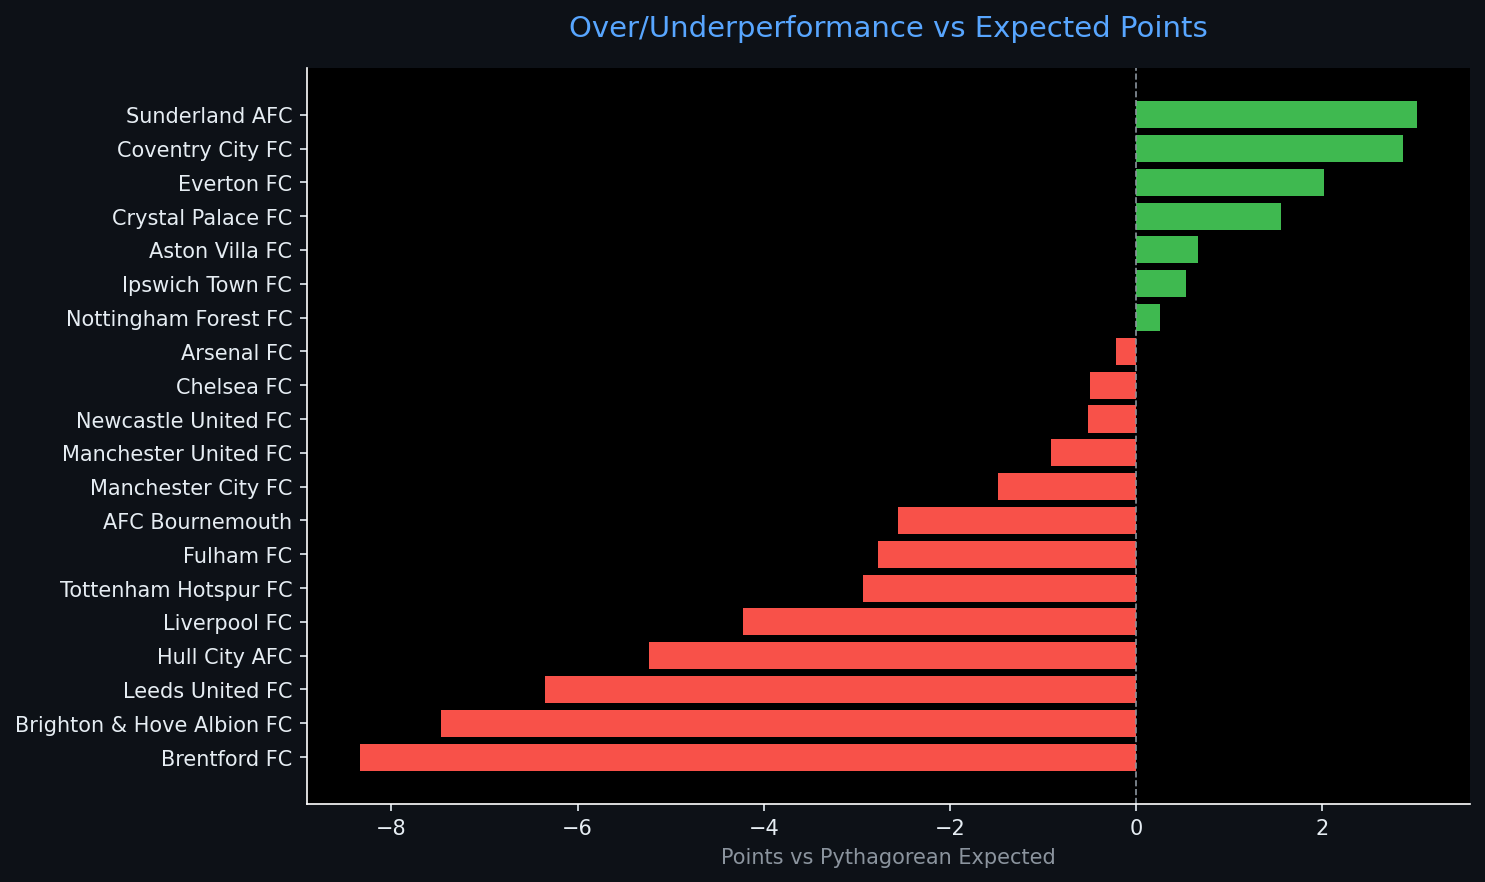 Over/Underperformance vs Expected Points
Sunderland AFC
Coventry City FC
Everton FC
Crystal Palace FC
Aston Villa FC
Ipswich Town FC
Nottingham Forest FC
Arsenal FC
Chelsea FC
Newcastle United FC
Manchester United FC
Manchester City FC
AFC Bournemouth
Fulham FC
Tottenham Hotspur FC
Liverpool FC
Hull City AFC
Leeds United FC
Brighton & Hove Albion FC
Brentford FC
−8 −6 −4 −2 0 2
Points vs Pythagorean Expected